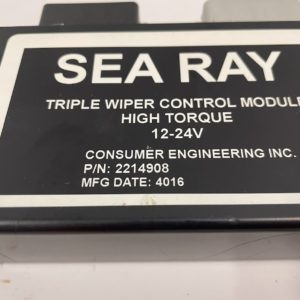 SEA RAY
TRIPLE WIPER CONTROL MODULE
HIGH TORQUE
12-24V
CONSUMER ENGINEERING INC.
P/N: 2214908
MFG DATE: 4016